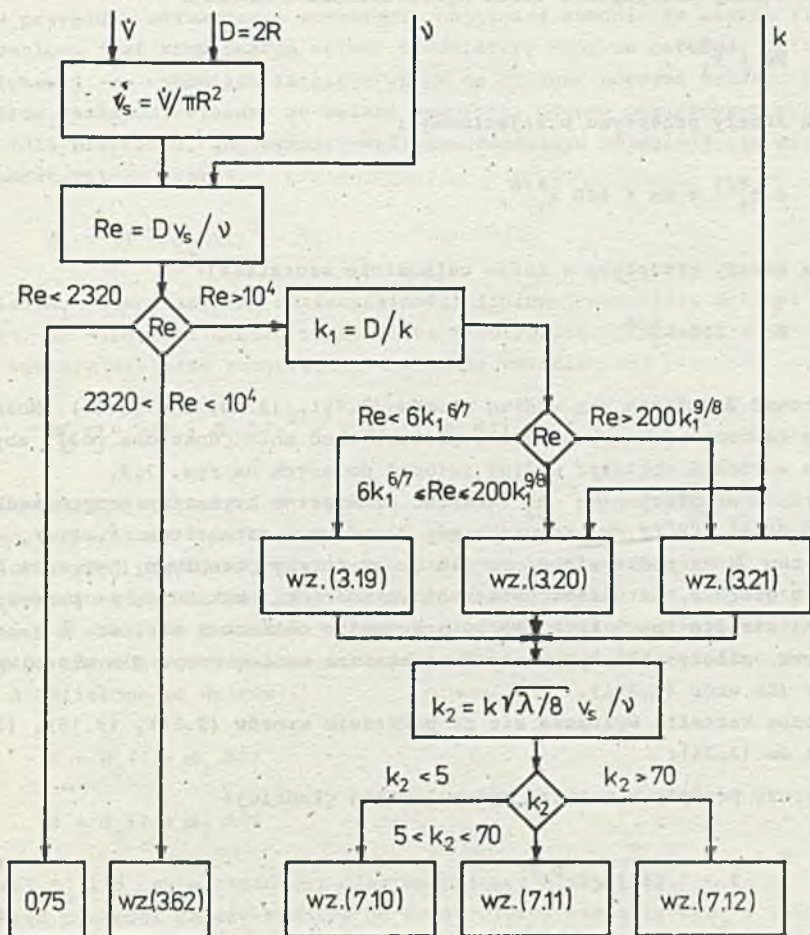 V̇
D=2R
ν
k
v̇ₛ = V̇/πR²
Re = D vₛ / ν
Re < 2320
Re
Re > 10⁴
k₁ = D/k
2320 < Re < 10⁴
Re < 6k₁^6/7
Re
Re > 200k₁^9/8
6k₁^6/7 ≤ Re ≤ 200k₁^9/8
wz.(3.19)
wz.(3.20)
wz.(3.21)
k₂ = k√λ/8 vₛ / ν
k₂ < 5
k₂
k₂ > 70
5 < k₂ < 70
0,75
wz.(3.62)
wz.(7.10)
wz.(7.11)
wz.(7.12)